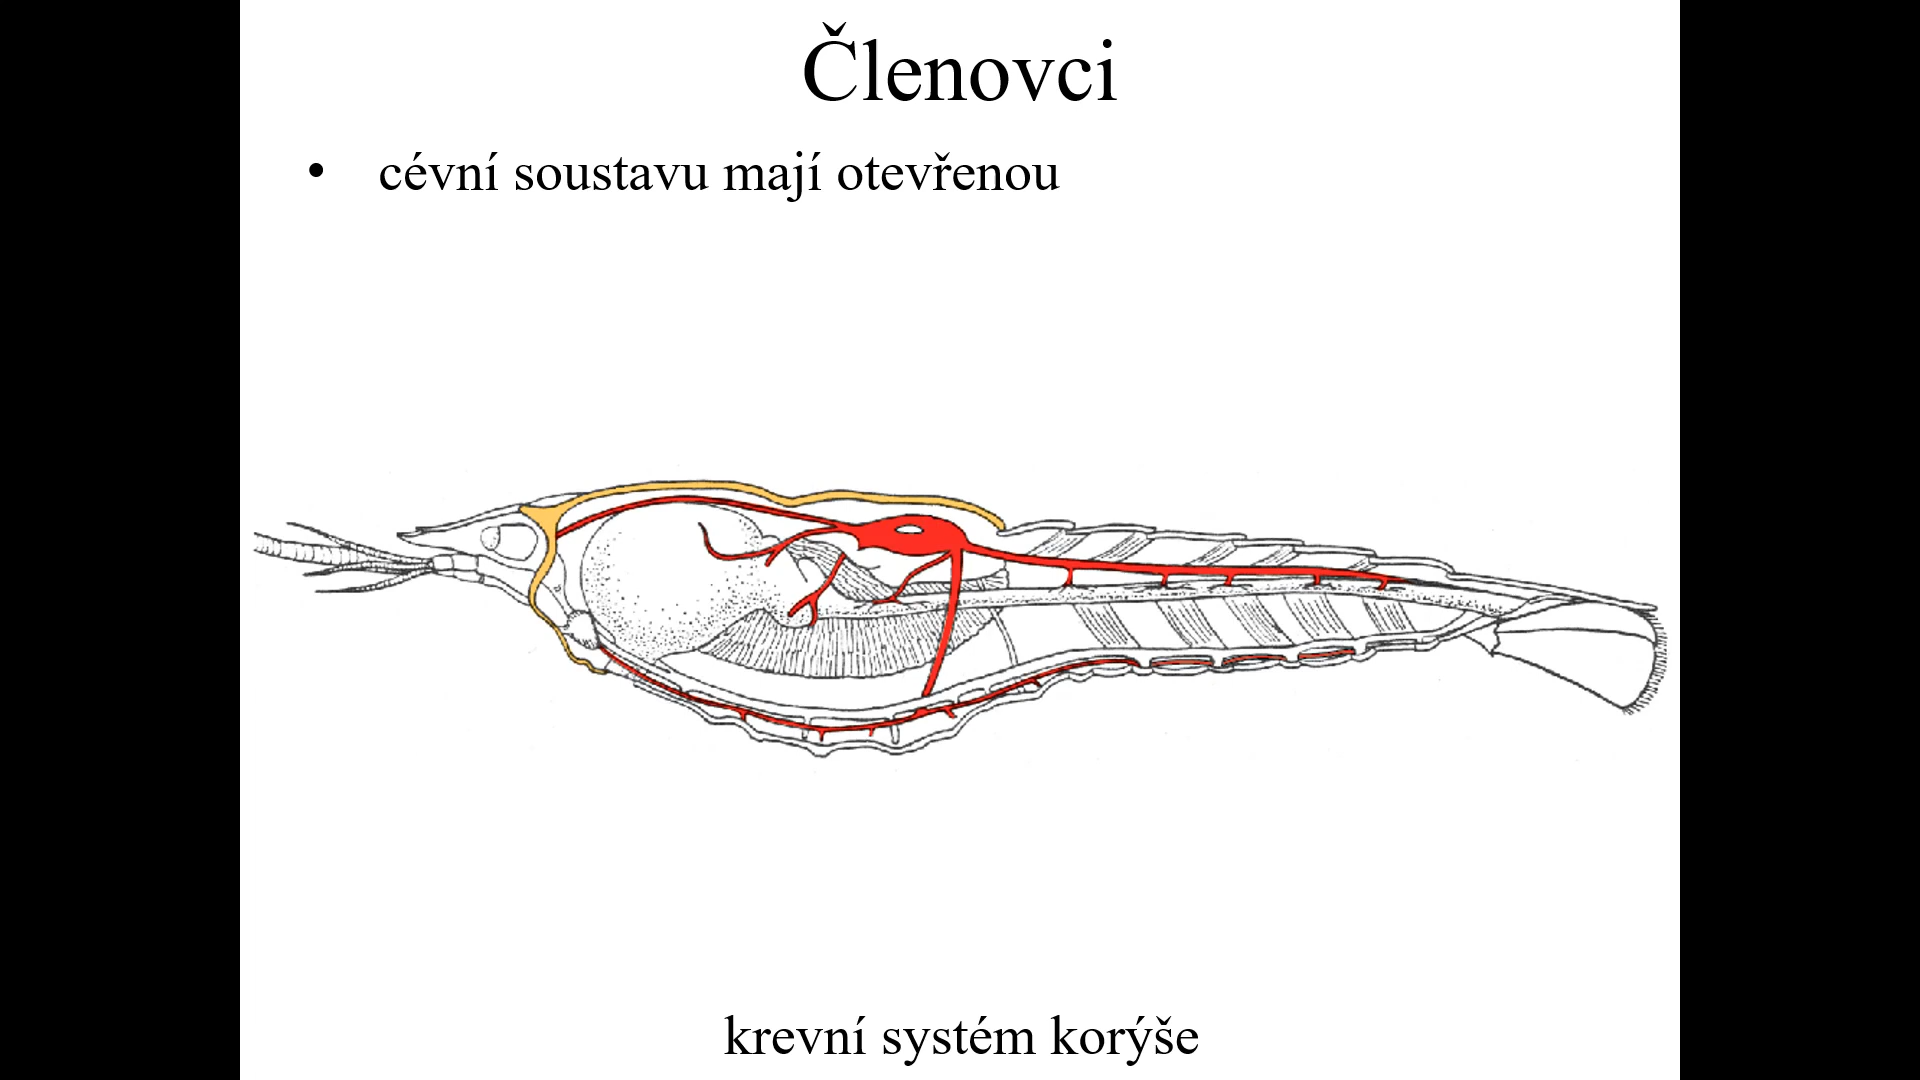 Členovci
• cévní soustavu mají otevřenou
krevní systém korýše